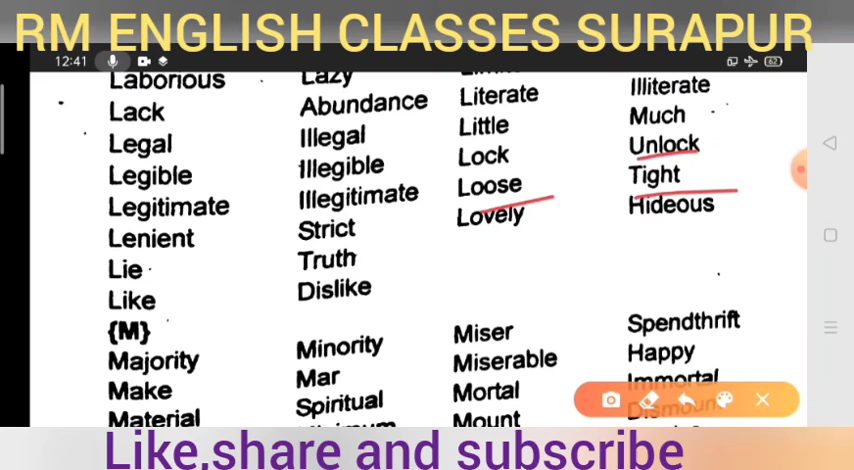 RM ENGLISH CLASSES SURAPUR
12:41 62
Laborious Lazy
Lack Abundance Literate Illiterate
Legal Illegal Little Much
Legible Illegible Lock Unlock
Legitimate Illegitimate Loose Tight
Lenient Strict Lovely Hideous
Lie Truth
Like Dislike
{M}
Majority Minority Miser Spendthrift
Make Mar Miserable Happy
Material Spiritual Mortal Immortal
Mount Dismount
Like,share and subscribe